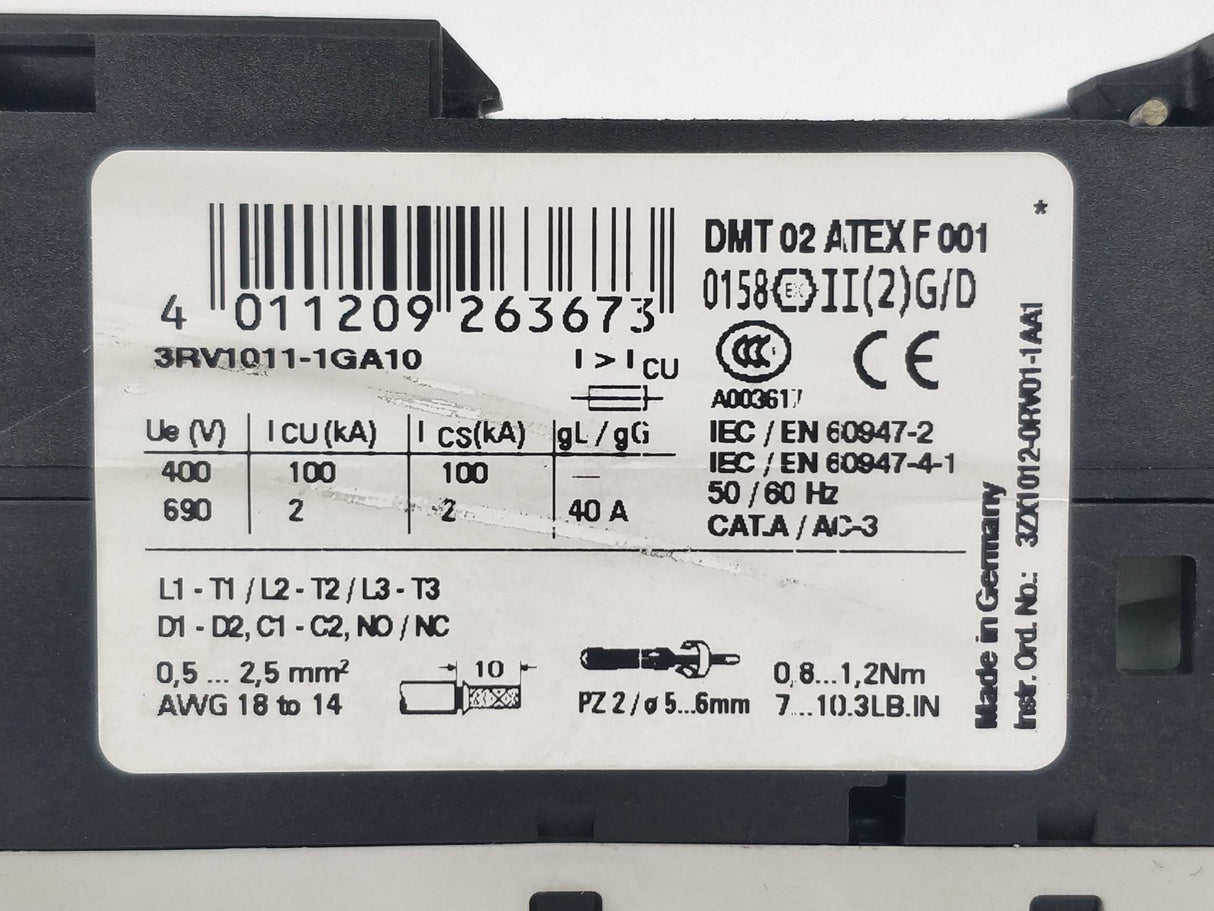 4 011209 263673
3RV1011-1GA10
I > I CU
DMT 02 ATEX F 001
0158 Ex II(2)G/D
CCC CE
A003617
IEC / EN 60947-2
IEC / EN 60947-4-1
50 / 60 Hz
CAT.A / AC-3
*
Ue (V) I CU (kA) I CS (kA) gL / gG
400 100 100 —
690 2 2 40 A
L1 - T1 / L2 - T2 / L3 - T3
D1 - D2, C1 - C2, NO / NC
0,5 ... 2,5 mm²
AWG 18 to 14
10
PZ 2 / ø 5...6mm
0,8...1,2Nm
7...10.3LB.IN
Made in Germany
Instr. Ord. No.: 3ZX1012-0RV01-1AA1